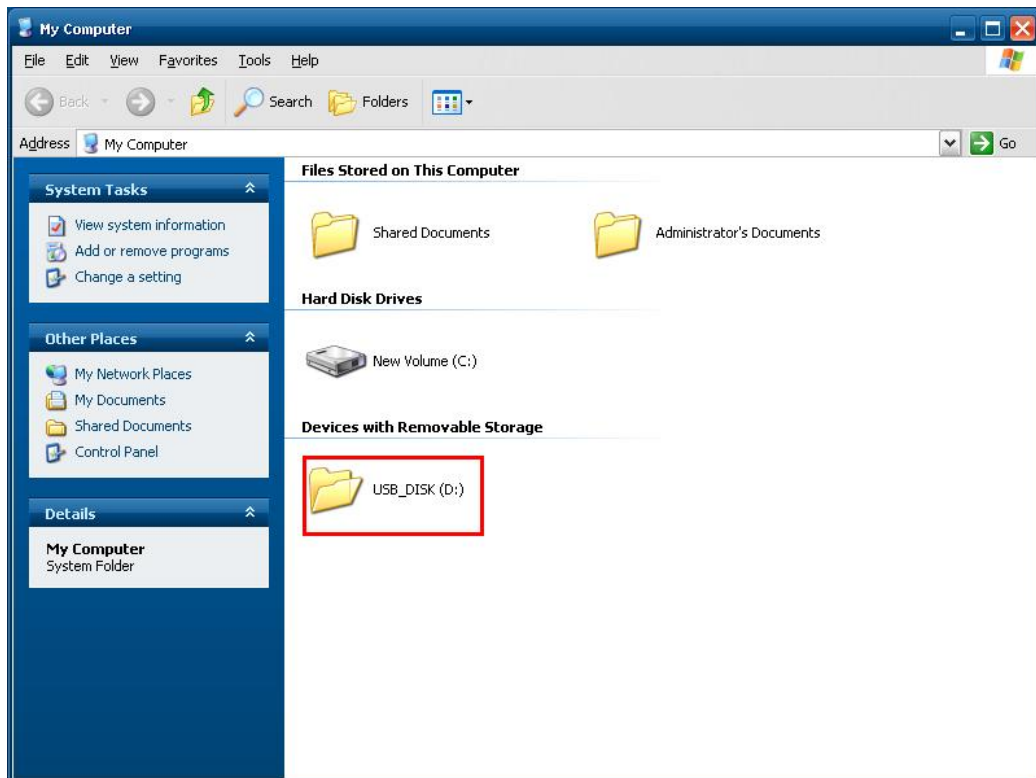 My Computer
File Edit View Favorites Tools Help
Back Search Folders
Address My Computer Go
System Tasks
View system information
Add or remove programs
Change a setting
Other Places
My Network Places
My Documents
Shared Documents
Control Panel
Details
My Computer
System Folder
Files Stored on This Computer
Shared Documents Administrator's Documents
Hard Disk Drives
New Volume (C:)
Devices with Removable Storage
USB_DISK (D:)